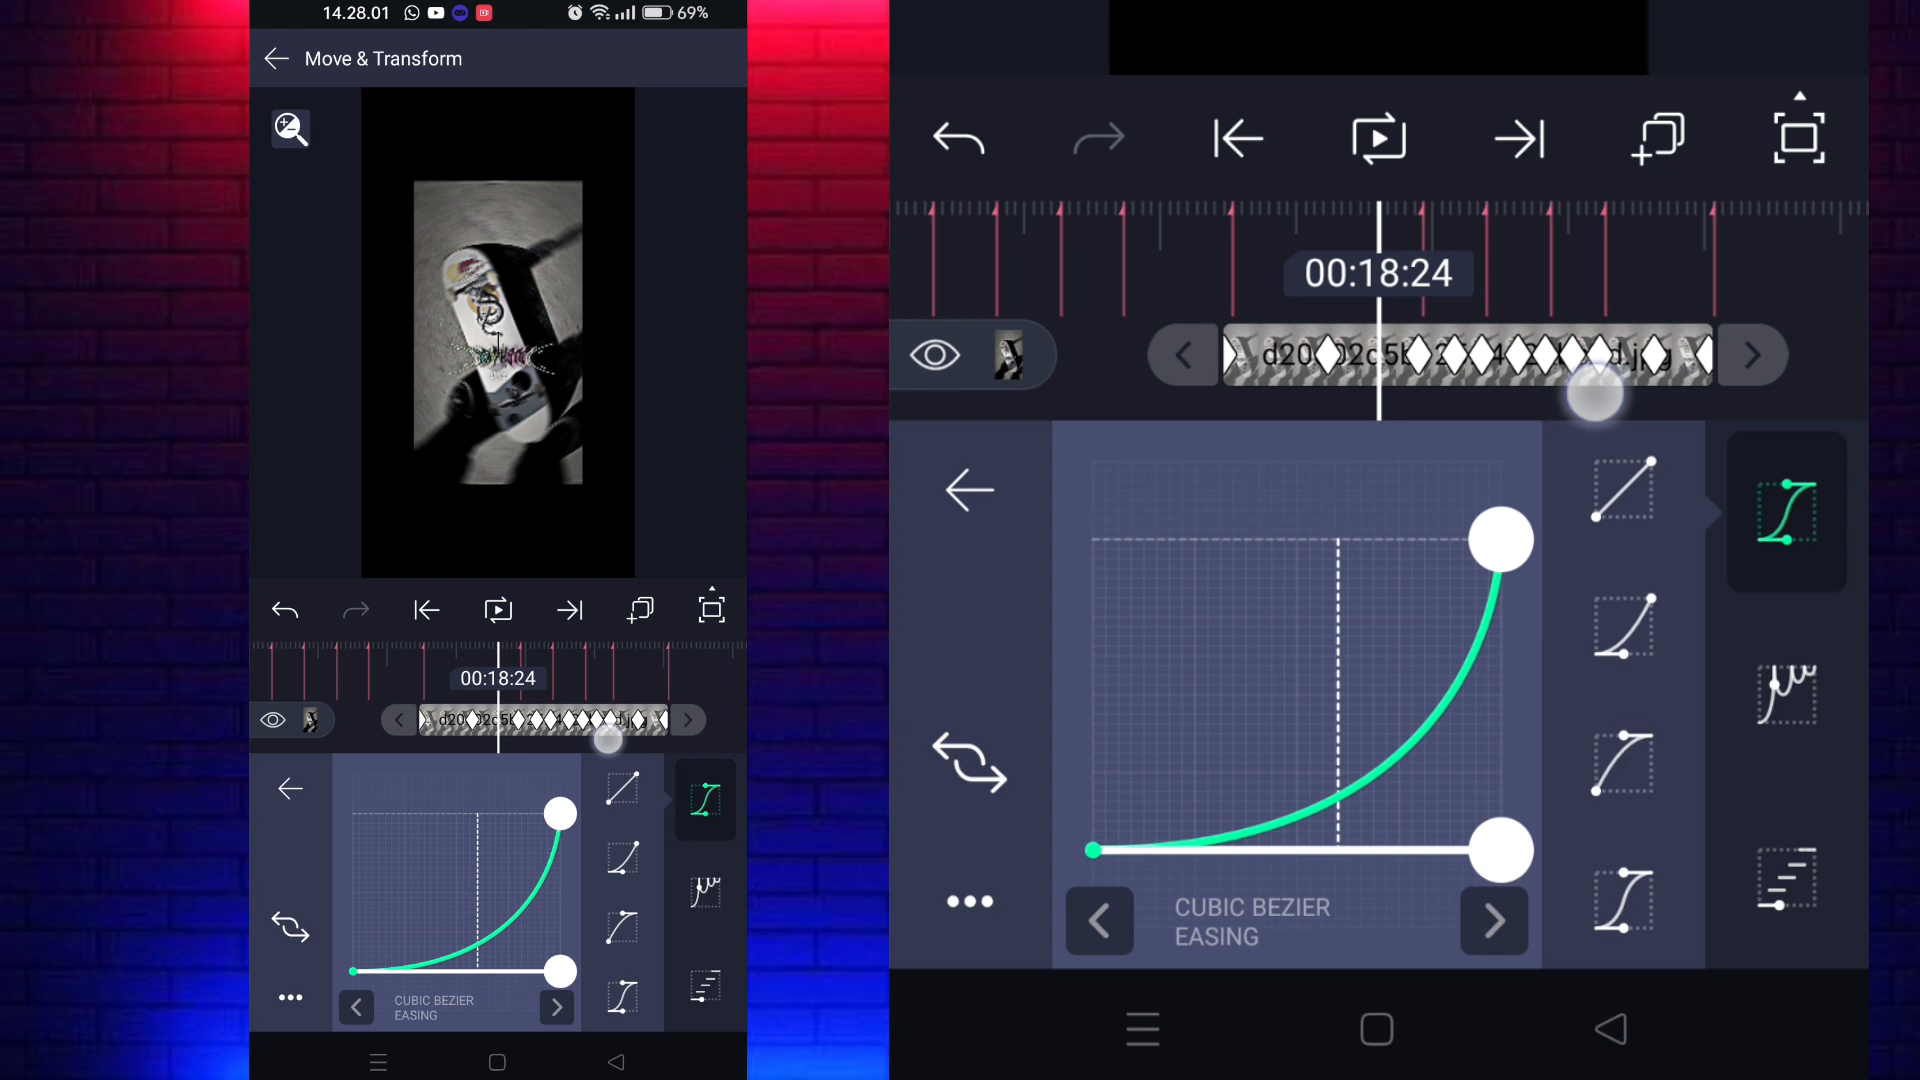 14.28.01
69%
Move & Transform
00:18:24
CUBIC BEZIER
EASING
00:18:24
CUBIC BEZIER
EASING